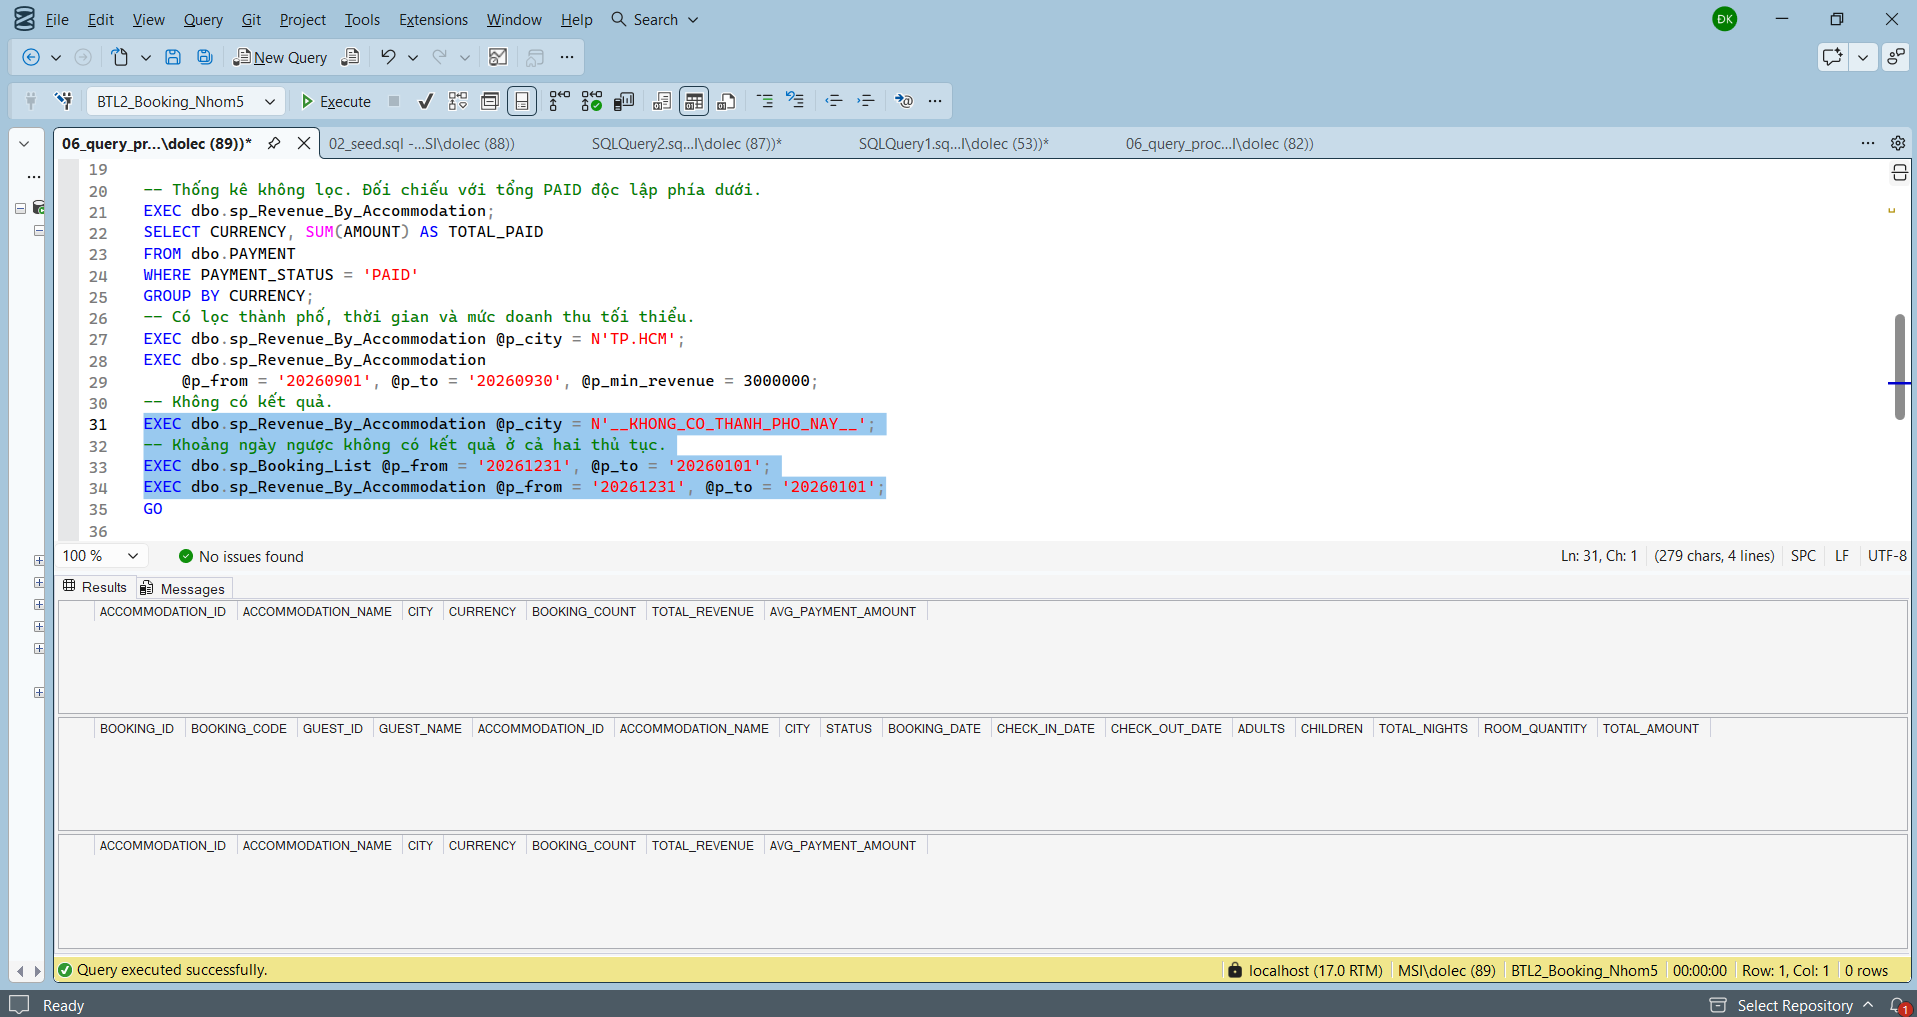 File Edit View Query Git Project Tools Extensions Window Help Search ĐK
New Query
BTL2_Booking_Nhom5 Execute
06_query_pr...\dolec (89))* 02_seed.sql -...SI\dolec (88)) SQLQuery2.sq...I\dolec (87))* SQLQuery1.sq...I\dolec (53))* 06_query_proc...I\dolec (82))
19
20 -- Thống kê không lọc. Đối chiếu với tổng PAID độc lập phía dưới.
21 EXEC dbo.sp_Revenue_By_Accommodation;
22 SELECT CURRENCY, SUM(AMOUNT) AS TOTAL_PAID
23 FROM dbo.PAYMENT
24 WHERE PAYMENT_STATUS = 'PAID'
25 GROUP BY CURRENCY;
26 -- Có lọc thành phố, thời gian và mức doanh thu tối thiểu.
27 EXEC dbo.sp_Revenue_By_Accommodation @p_city = N'TP.HCM';
28 EXEC dbo.sp_Revenue_By_Accommodation
29 @p_from = '20260901', @p_to = '20260930', @p_min_revenue = 3000000;
30 -- Không có kết quả.
31 EXEC dbo.sp_Revenue_By_Accommodation @p_city = N'__KHONG_CO_THANH_PHO_NAY__';
32 -- Khoảng ngày ngược không có kết quả ở cả hai thủ tục.
33 EXEC dbo.sp_Booking_List @p_from = '20261231', @p_to = '20260101';
34 EXEC dbo.sp_Revenue_By_Accommodation @p_from = '20261231', @p_to = '20260101';
35 GO
36
100 % No issues found Ln: 31, Ch: 1 (279 chars, 4 lines) SPC LF UTF-8
Results Messages
ACCOMMODATION_ID ACCOMMODATION_NAME CITY CURRENCY BOOKING_COUNT TOTAL_REVENUE AVG_PAYMENT_AMOUNT
BOOKING_ID BOOKING_CODE GUEST_ID GUEST_NAME ACCOMMODATION_ID ACCOMMODATION_NAME CITY STATUS BOOKING_DATE CHECK_IN_DATE CHECK_OUT_DATE ADULTS CHILDREN TOTAL_NIGHTS ROOM_QUANTITY TOTAL_AMOUNT
ACCOMMODATION_ID ACCOMMODATION_NAME CITY CURRENCY BOOKING_COUNT TOTAL_REVENUE AVG_PAYMENT_AMOUNT
Query executed successfully. localhost (17.0 RTM) MSI\dolec (89) BTL2_Booking_Nhom5 00:00:00 Row: 1, Col: 1 0 rows
Ready Select Repository 1